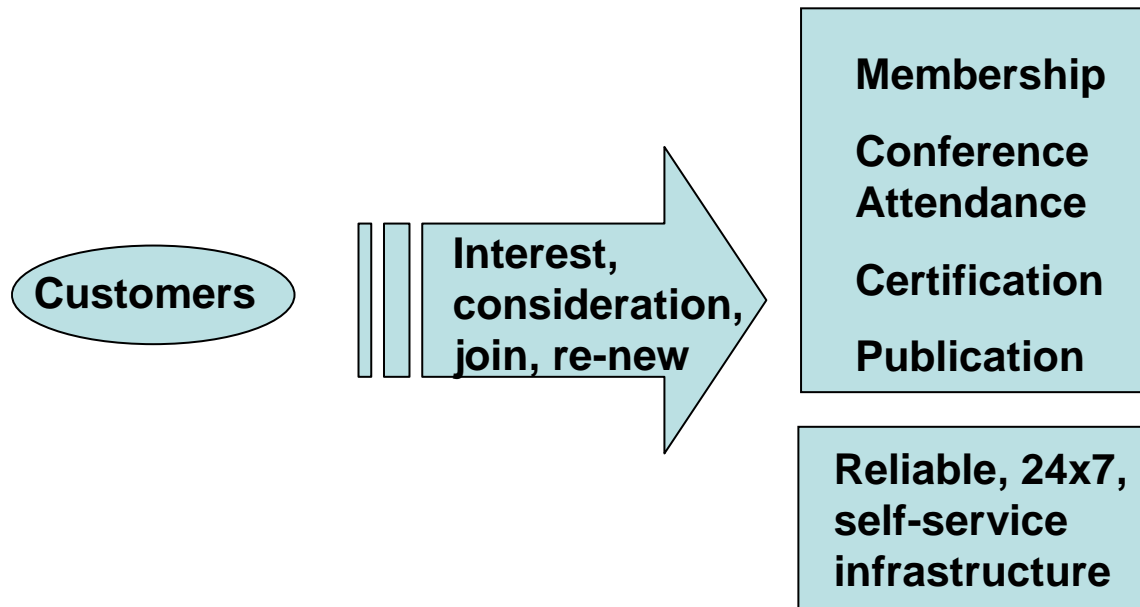 Customers
Interest,
consideration,
join, re-new
Membership
Conference
Attendance
Certification
Publication
Reliable, 24x7,
self-service
infrastructure